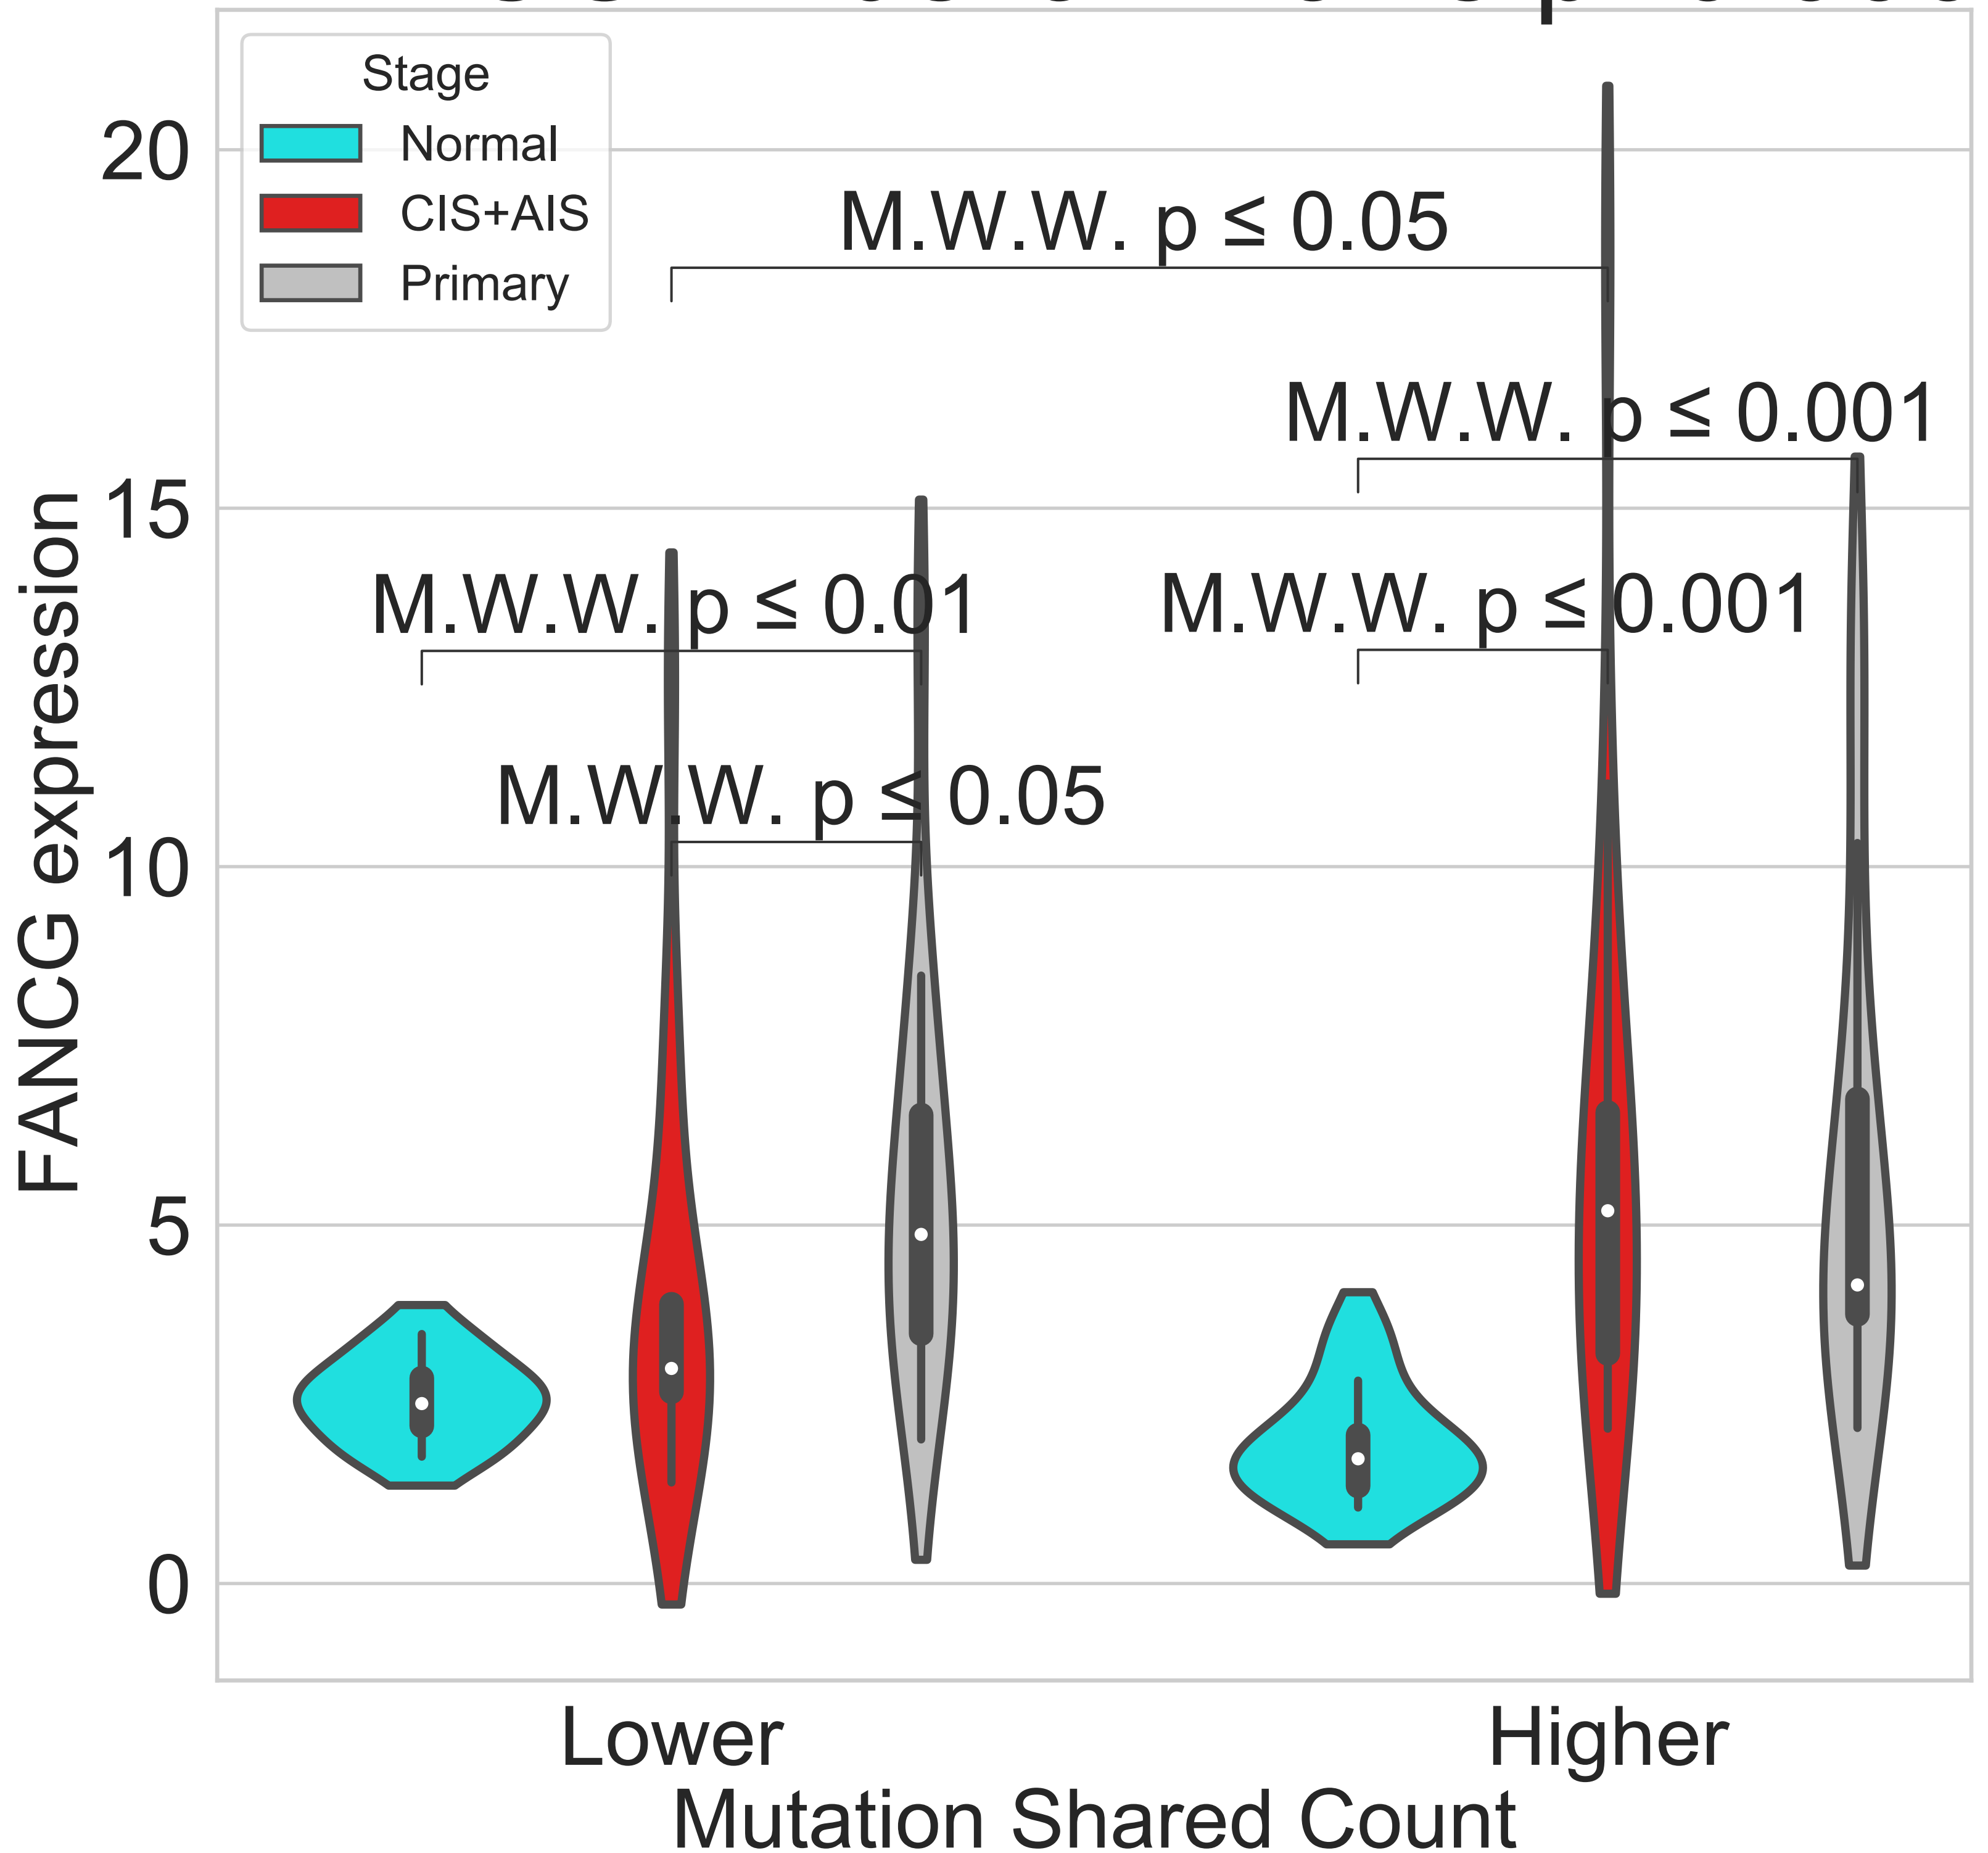 Stage
Normal
CIS+AIS
Primary
20
15
10
5
0
FANCG expression
M.W.W. p ≤ 0.05
M.W.W. p ≤ 0.001
M.W.W. p ≤ 0.01
M.W.W. p ≤ 0.001
M.W.W. p ≤ 0.05
Lower
Higher
Mutation Shared Count